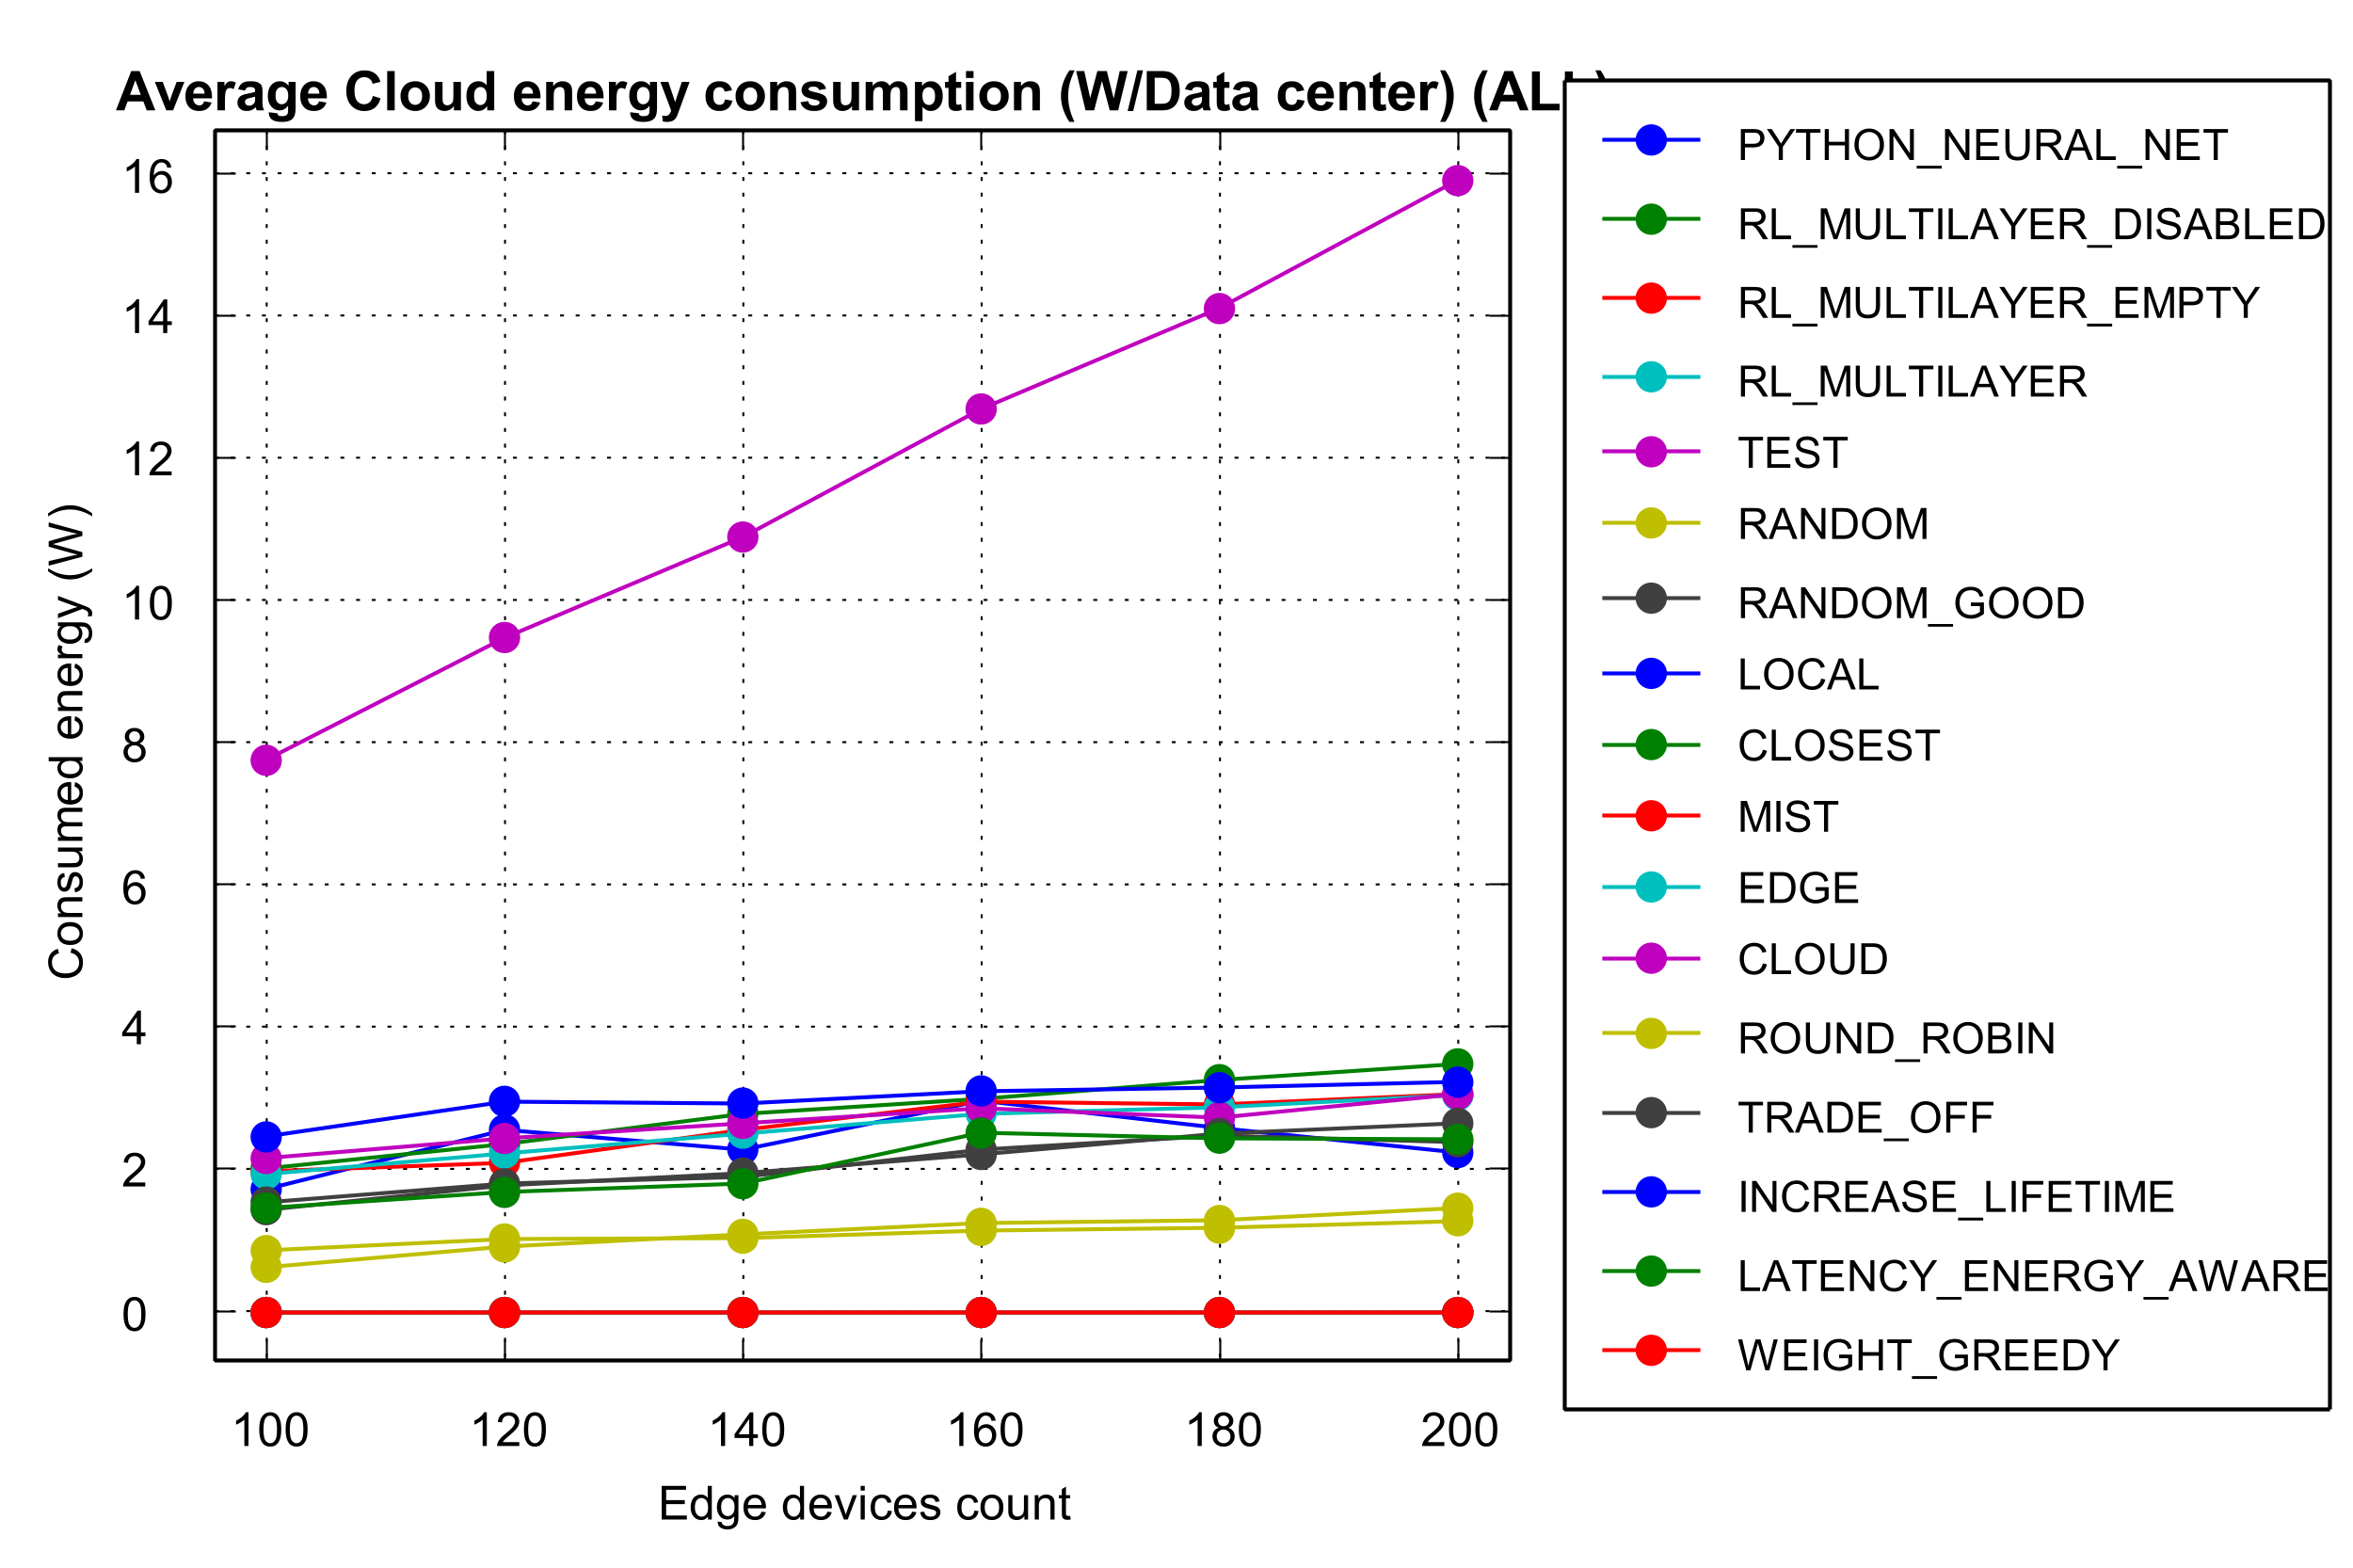 Average Cloud energy consumption (W/Data center) (ALL)
16
14
12
10
8
6
4
2
0
Consumed energy (W)
100 120 140 160 180 200
Edge devices count
PYTHON_NEURAL_NET
RL_MULTILAYER_DISABLED
RL_MULTILAYER_EMPTY
RL_MULTILAYER
TEST
RANDOM
RANDOM_GOOD
LOCAL
CLOSEST
MIST
EDGE
CLOUD
ROUND_ROBIN
TRADE_OFF
INCREASE_LIFETIME
LATENCY_ENERGY_AWARE
WEIGHT_GREEDY